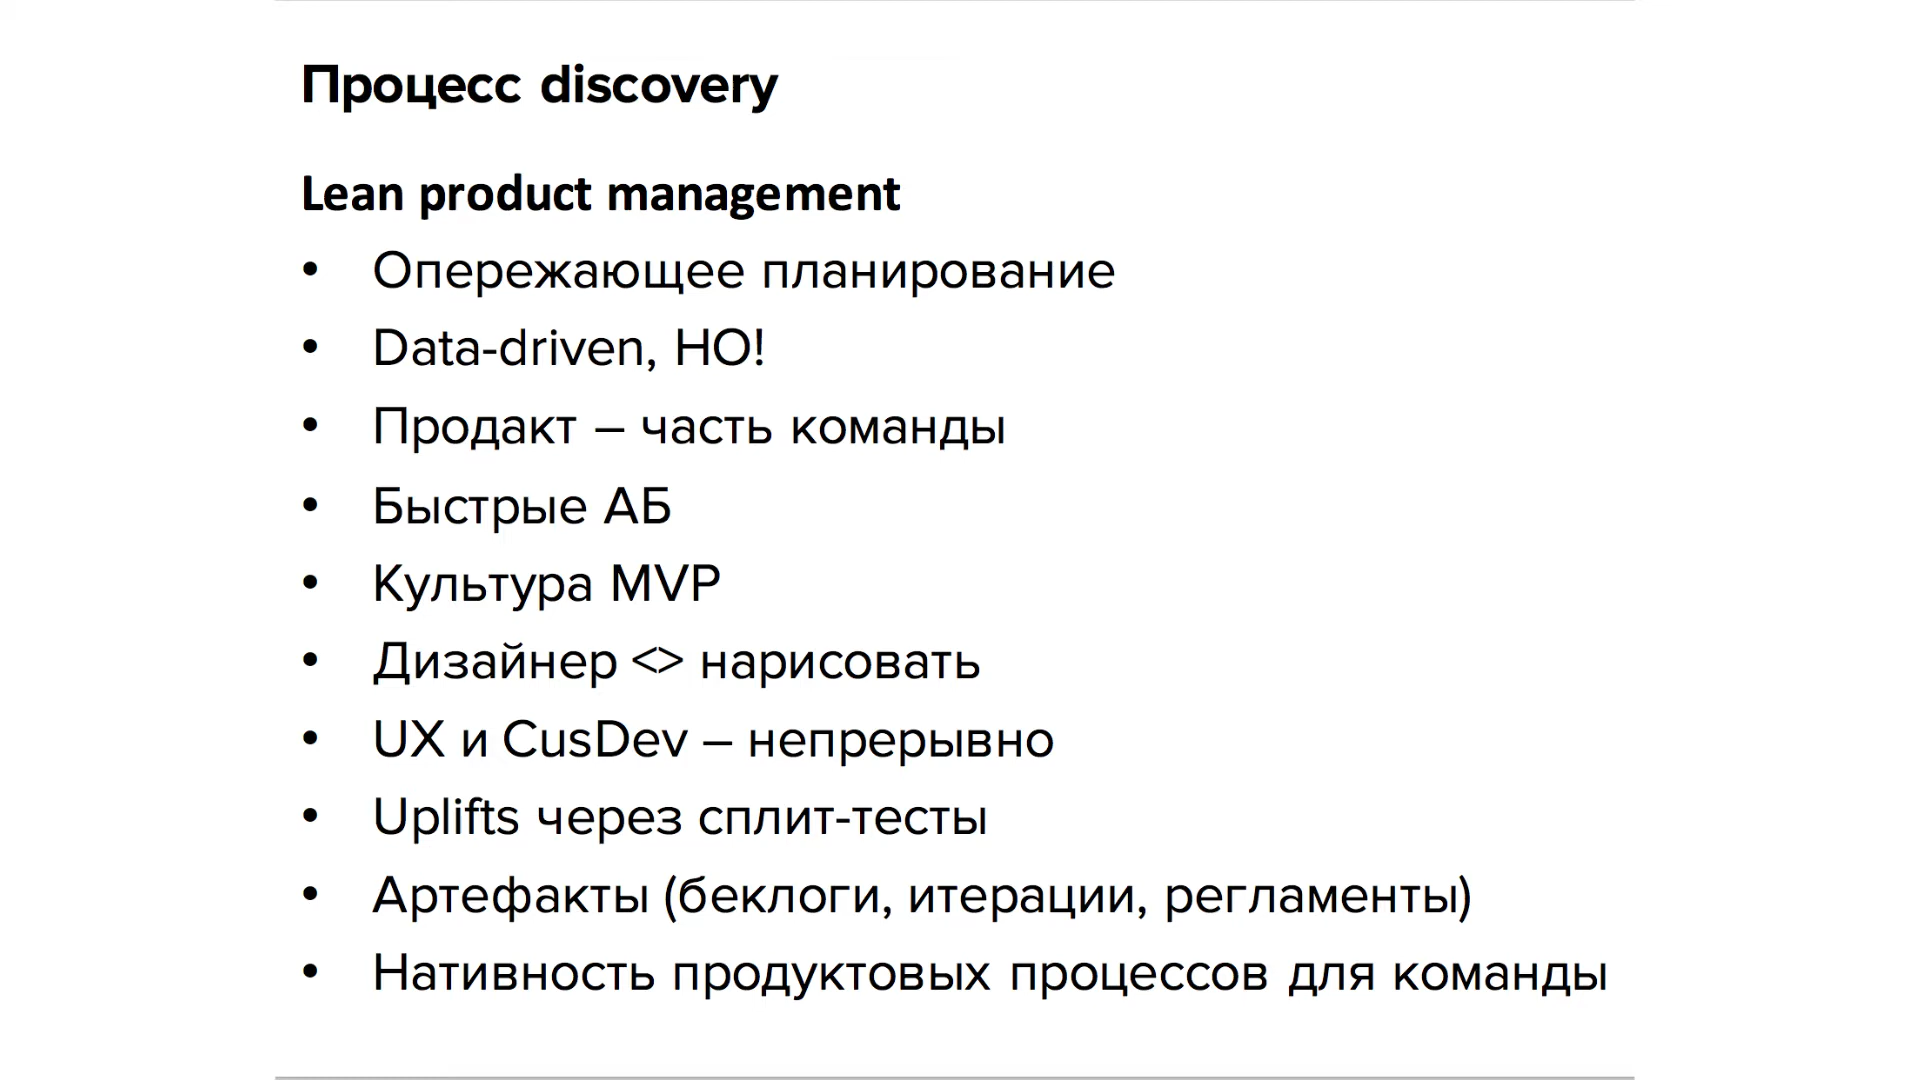 Процесс discovery
Lean product management
• Опережающее планирование
• Data-driven, НО!
• Продакт – часть команды
• Быстрые АБ
• Культура MVP
• Дизайнер <> нарисовать
• UX и CusDev – непрерывно
• Uplifts через сплит-тесты
• Артефакты (беклоги, итерации, регламенты)
• Нативность продуктовых процессов для команды